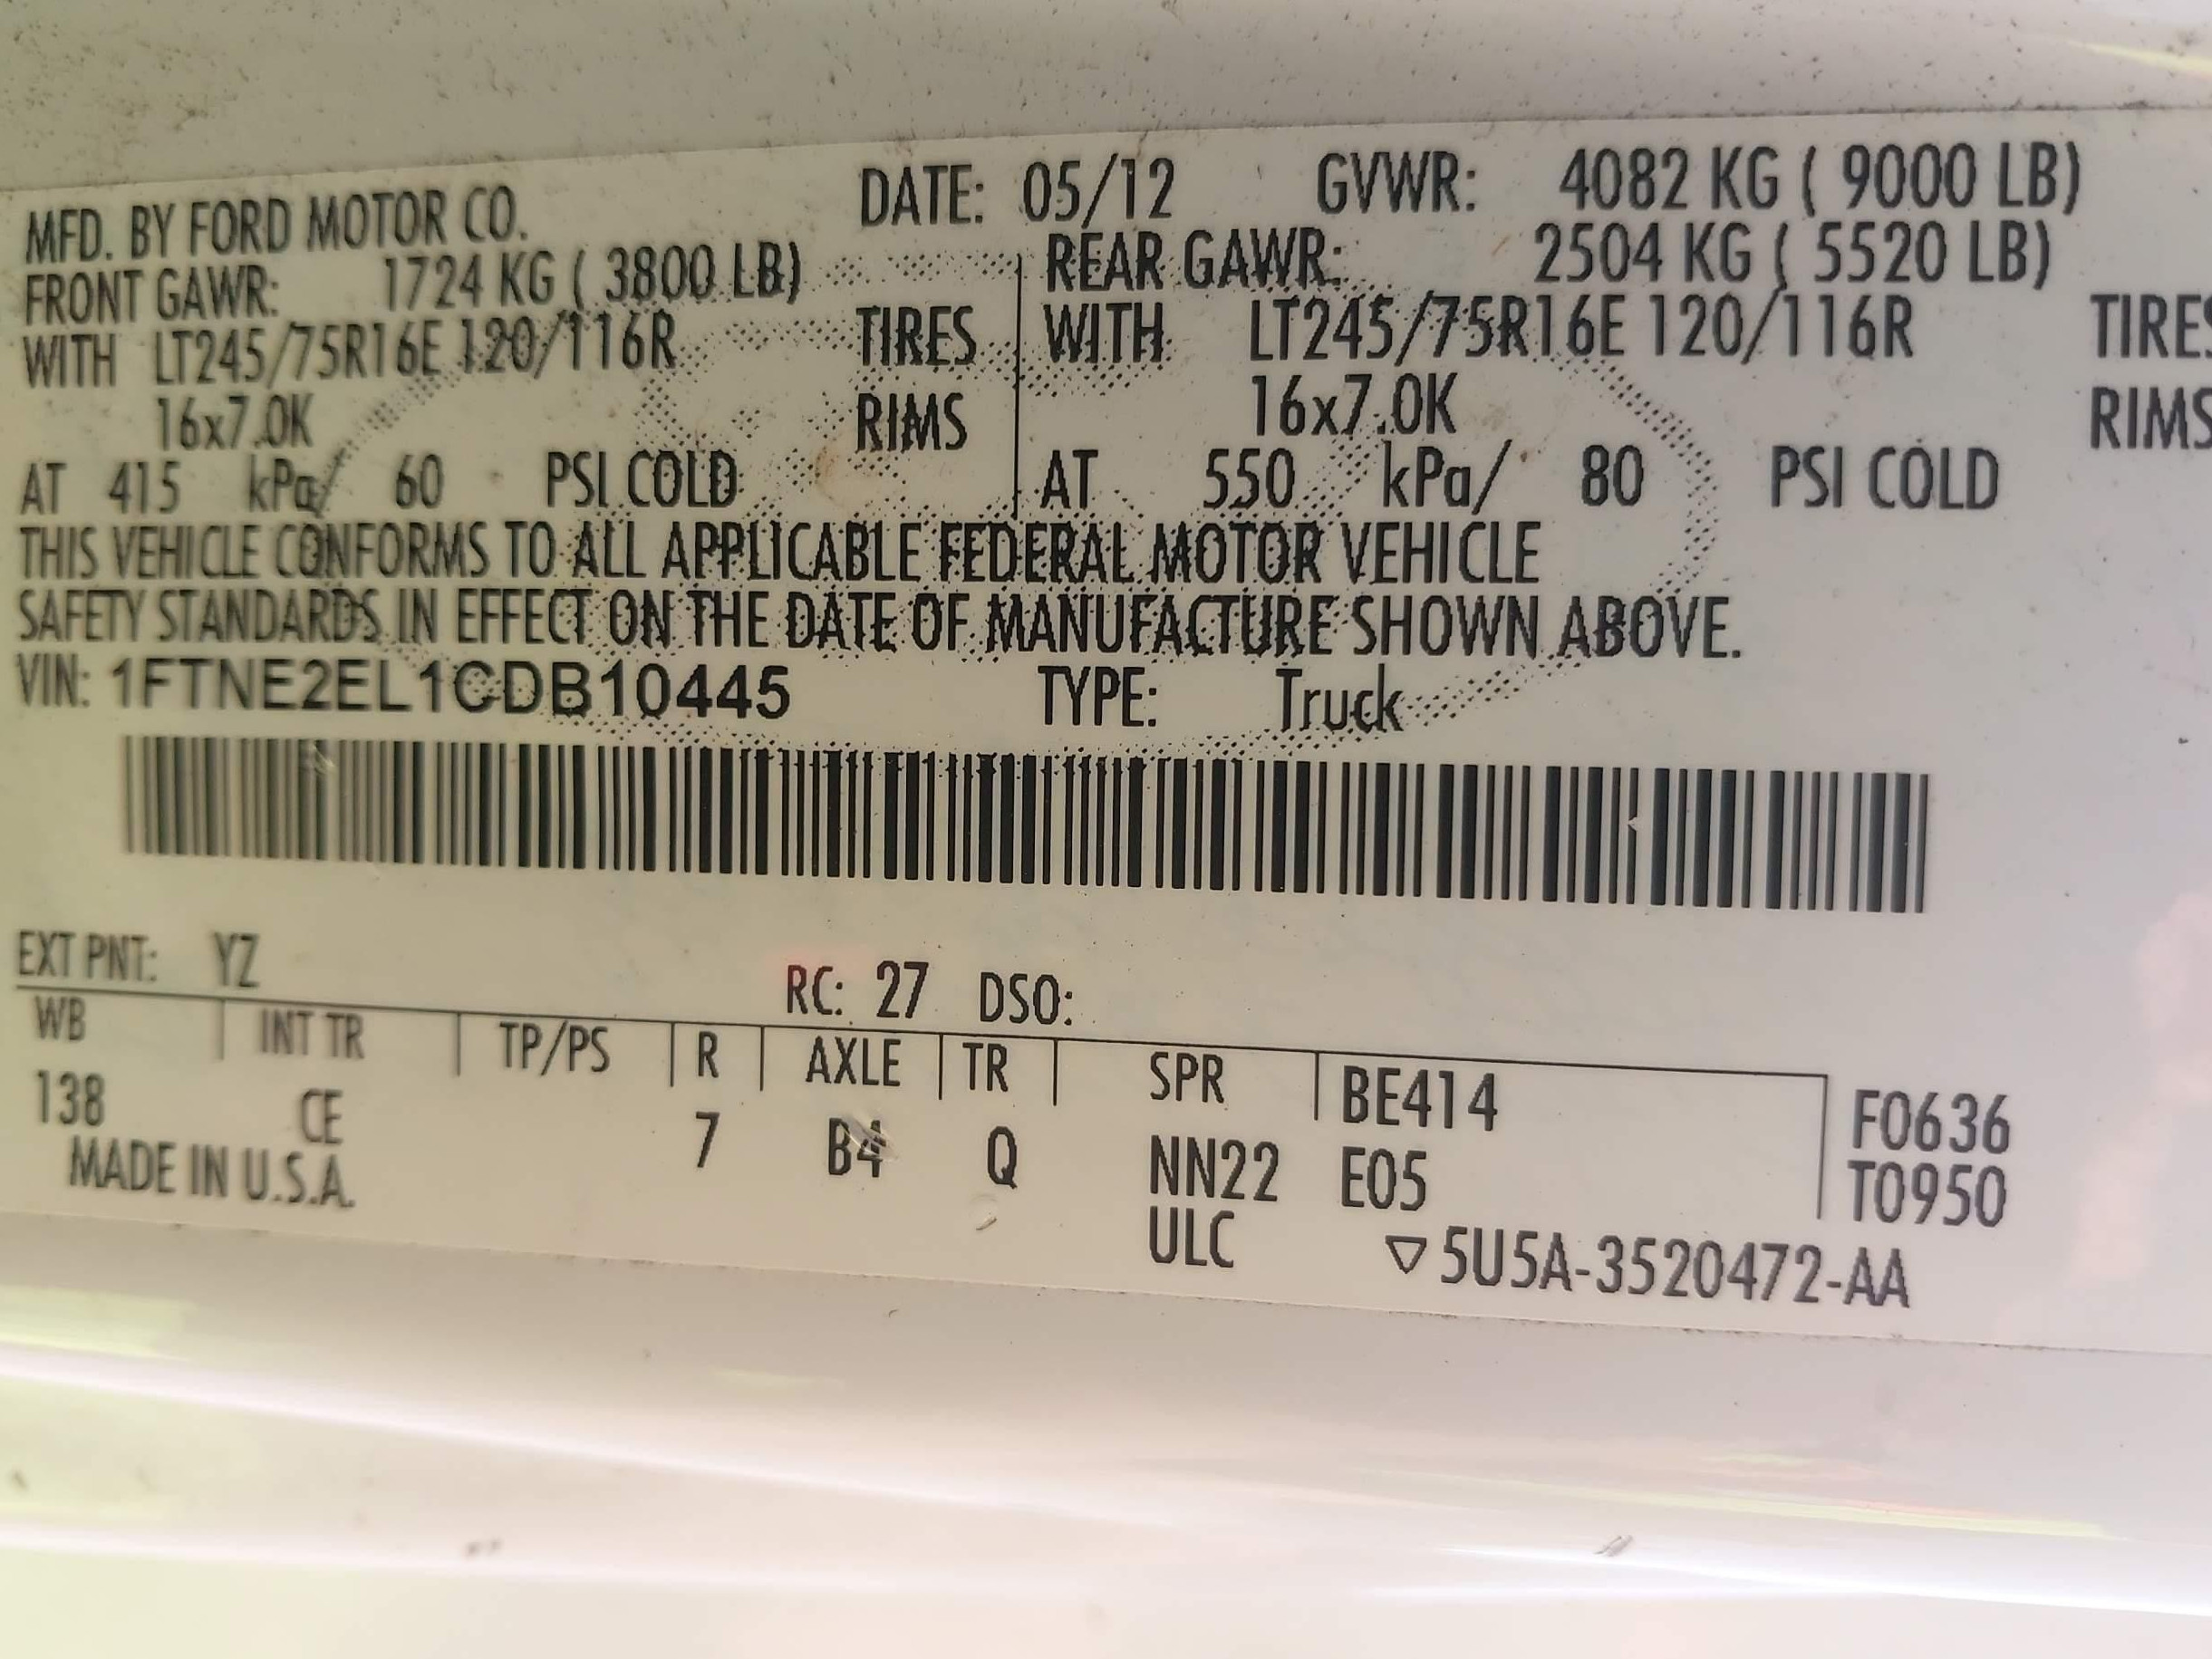 MFD. BY FORD MOTOR CO. DATE: 05/12 GVWR: 4082 KG ( 9000 LB)
FRONT GAWR: 1724 KG ( 3800 LB) REAR GAWR: 2504 KG ( 5520 LB)
WITH LT245/75R16E 120/116R TIRES WITH LT245/75R16E 120/116R TIRES
16x7.0K RIMS 16x7.0K RIMS
AT 415 kPa/ 60 PSI COLD AT 550 kPa/ 80 PSI COLD
THIS VEHICLE CONFORMS TO ALL APPLICABLE FEDERAL MOTOR VEHICLE
SAFETY STANDARDS IN EFFECT ON THE DATE OF MANUFACTURE SHOWN ABOVE.
VIN: 1FTNE2EL1CDB10445 TYPE: Truck
EXT PNT: YZ RC: 27 DSO:
WB INT TR TP/PS R AXLE TR SPR BE414 F0636
138 CE 7 B4 Q NN22 E05 T0950
MADE IN U.S.A. ULC ▽ 5U5A-3520472-AA